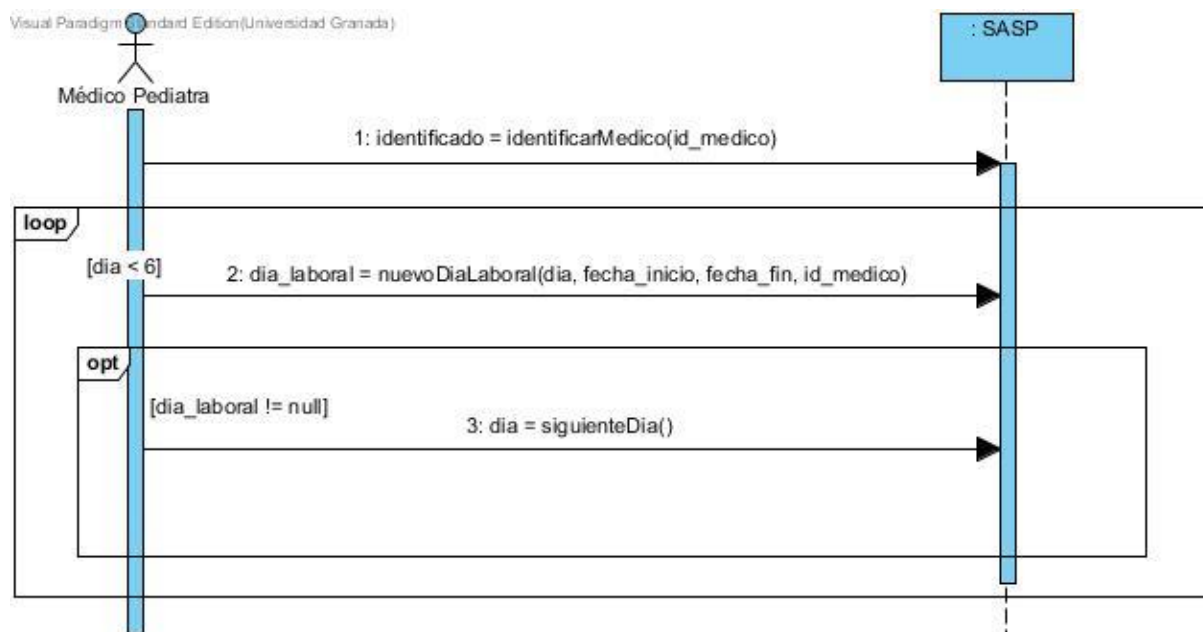 Visual Paradigm Standard Edition(Universidad Granada)
: SASP
Médico Pediatra
1: identificado = identificarMedico(id_medico)
loop
[dia < 6]
2: dia_laboral = nuevoDiaLaboral(dia, fecha_inicio, fecha_fin, id_medico)
opt
[dia_laboral != null]
3: dia = siguienteDia()